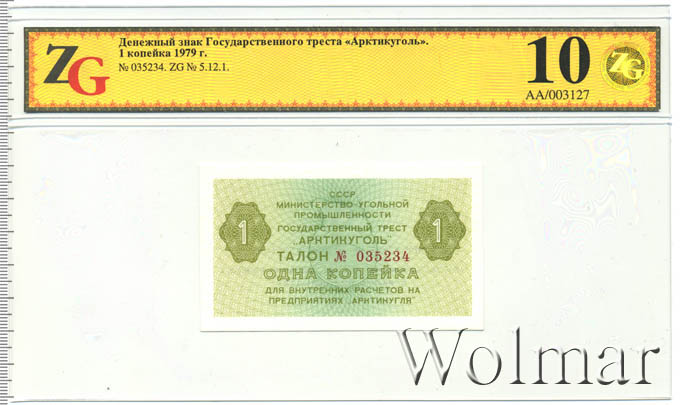 ZG
Денежный знак Государственного треста «Арктикуголь».
1 копейка 1979 г.
№ 035234. ZG № 5.12.1.
10
ZG
АА/003127
СССР
МИНИСТЕРСТВО УГОЛЬНОЙ
ПРОМЫШЛЕННОСТИ
ГОСУДАРСТВЕННЫЙ ТРЕСТ
"АРКТИКУГОЛЬ"
1
1
ТАЛОН № 035234
ОДНА КОПЕЙКА
ДЛЯ ВНУТРЕННИХ РАСЧЕТОВ НА
ПРЕДПРИЯТИЯХ "АРКТИКУГЛЯ"
Wolmar